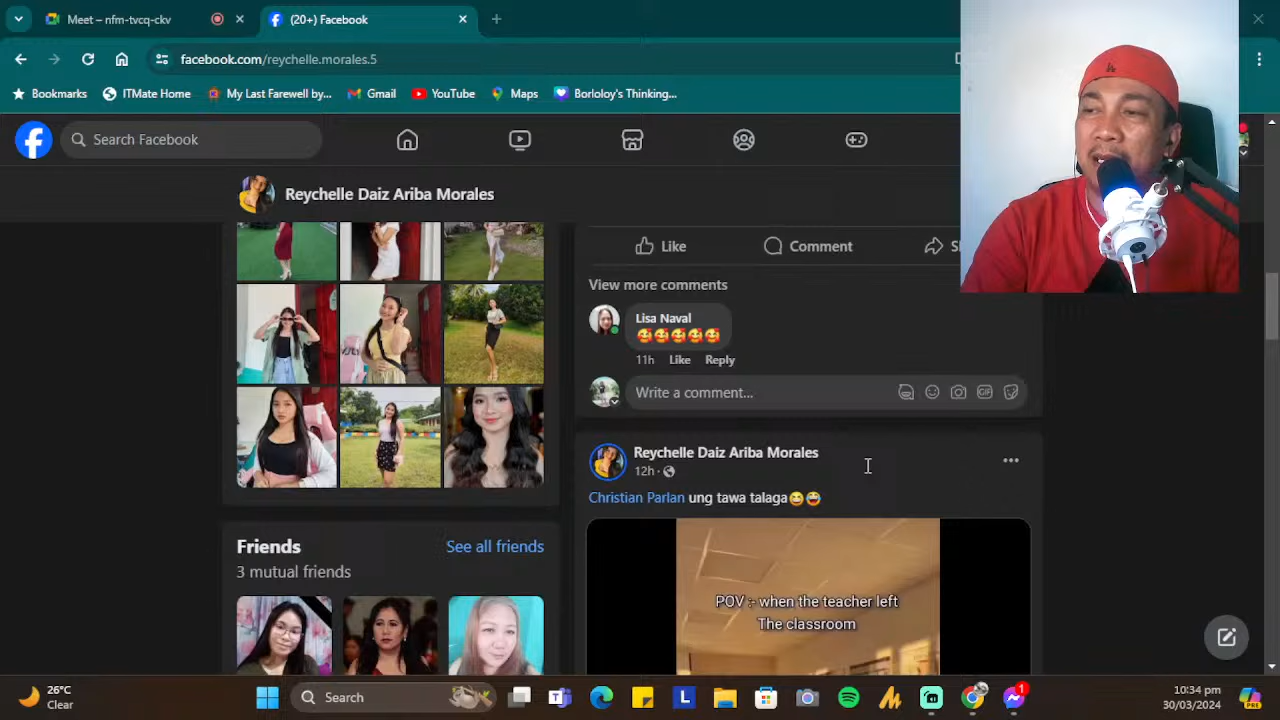 Meet – nfm-tvcq-ckv
(20+) Facebook
facebook.com/reychelle.morales.5
Bookmarks
ITMate Home
My Last Farewell by...
Gmail
YouTube
Maps
Borloloy's Thinking...
Search Facebook
Reychelle Daiz Ariba Morales
Like
Comment
View more comments
Lisa Naval
🥰🥰🥰🥰🥰
11h Like Reply
Write a comment...
GIF
Reychelle Daiz Ariba Morales
12h
Christian Parlan ung tawa talaga😆😂
POV :- when the teacher left
The classroom
Friends
See all friends
3 mutual friends
26°C
Clear
Search
L
1
PRE
10:34 pm
30/03/2024